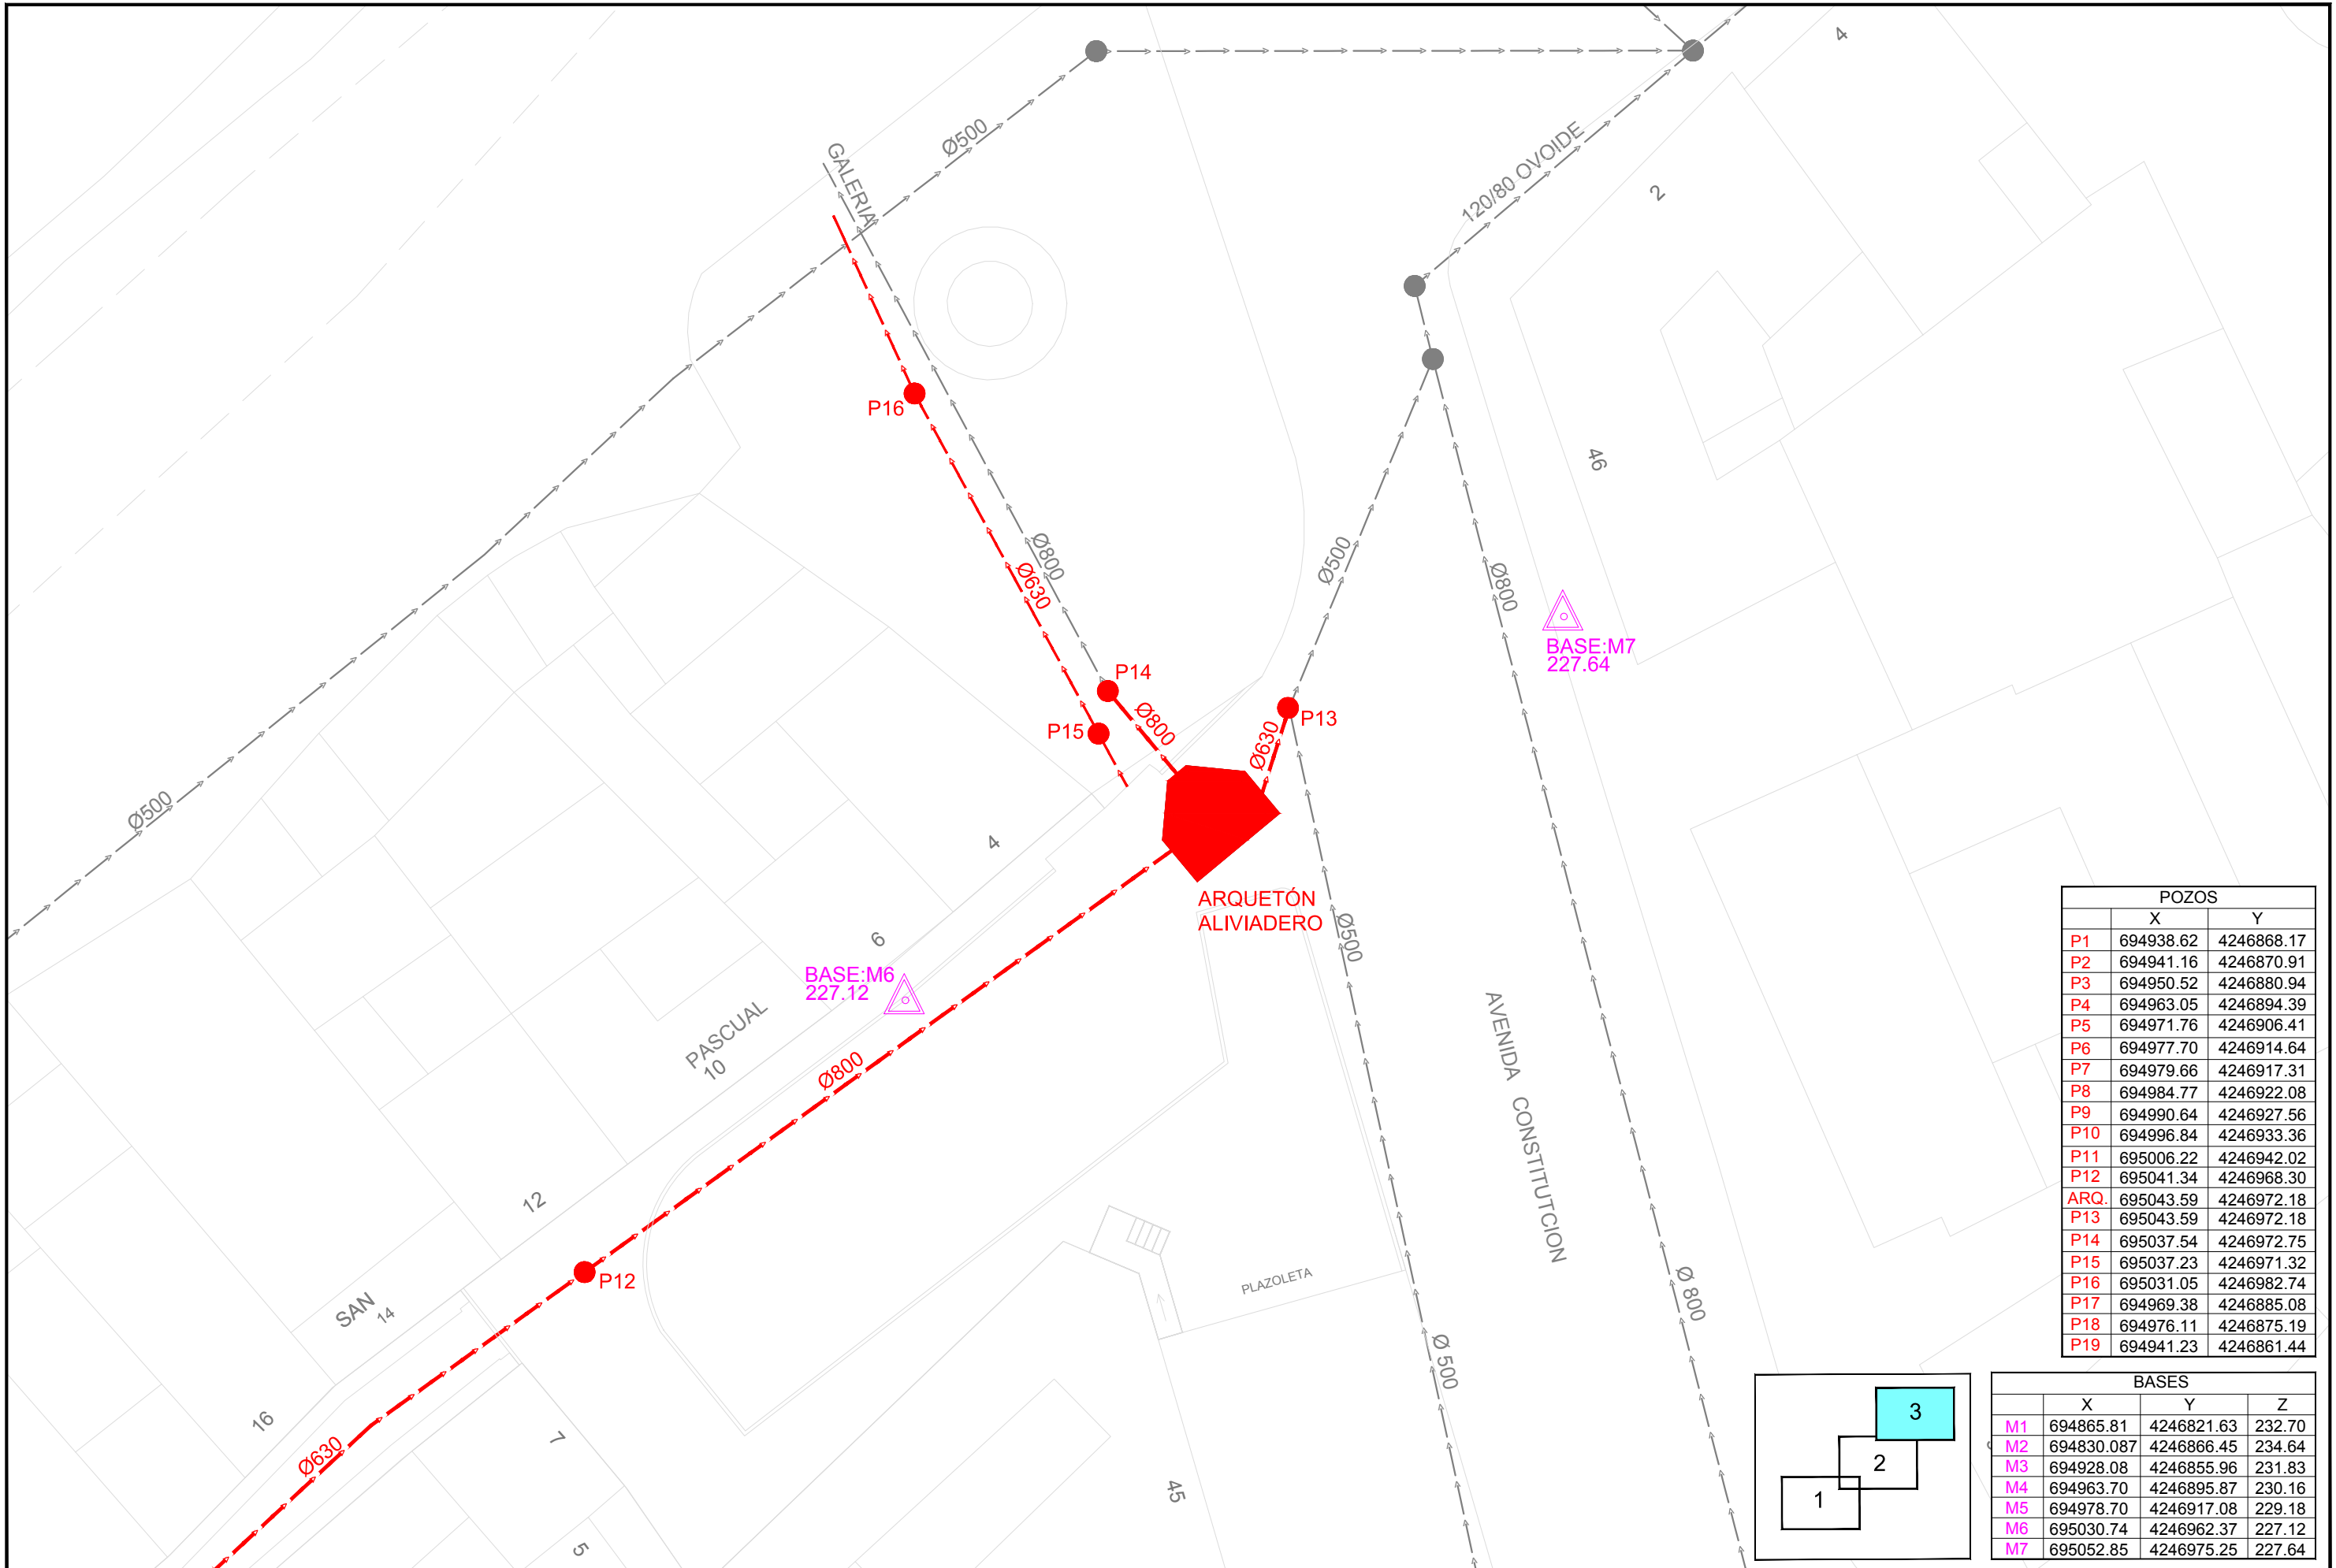 4
Ø500
GALERIA
120/80 OVOIDE
2
P16
46
Ø800
Ø630
Ø500
Ø800
BASE:M7
227.64
P14
Ø800
P15
Ø630
P13
Ø500
4
ARQUETÓN
ALIVIADERO
Ø500
6
BASE:M6
227.12
PASCUAL
10
Ø800
AVENIDA CONSTITUTCION
12
P12
PLAZOLETA
SAN
14
Ø 800
Ø 500
16
7
Ø630
45
5
POZOS
X Y
P1 694938.62 4246868.17
P2 694941.16 4246870.91
P3 694950.52 4246880.94
P4 694963.05 4246894.39
P5 694971.76 4246906.41
P6 694977.70 4246914.64
P7 694979.66 4246917.31
P8 694984.77 4246922.08
P9 694990.64 4246927.56
P10 694996.84 4246933.36
P11 695006.22 4246942.02
P12 695041.34 4246968.30
ARQ. 695043.59 4246972.18
P13 695043.59 4246972.18
P14 695037.54 4246972.75
P15 695037.23 4246971.32
P16 695031.05 4246982.74
P17 694969.38 4246885.08
P18 694976.11 4246875.19
P19 694941.23 4246861.44
3
2
1
BASES
X Y Z
M1 694865.81 4246821.63 232.70
M2 694830.087 4246866.45 234.64
M3 694928.08 4246855.96 231.83
M4 694963.70 4246895.87 230.16
M5 694978.70 4246917.08 229.18
M6 695030.74 4246962.37 227.12
M7 695052.85 4246975.25 227.64